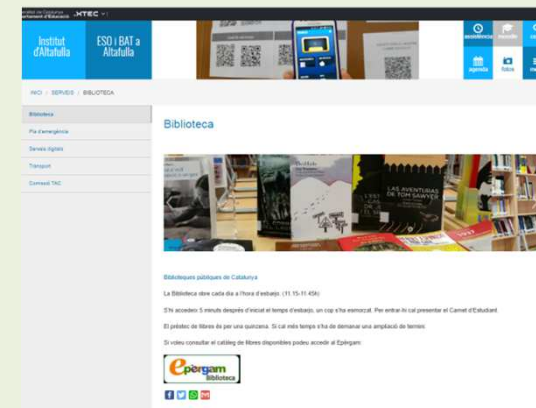 XTEC
Institut
d'Altafulla
ESO i BAT a
Altafulla
assistència
moodle
agenda
fotos
INICI / SERVEIS / BIBLIOTECA
Biblioteca
Pla d'emergència
Serveis digitals
Transport
Comissió TAC
Biblioteca
LAS AVENTURAS
DE TOM SAWYER
Biblioteques públiques de Catalunya
La Biblioteca obre cada dia a l'hora d'esbarjo. (11.15-11.45h)
S'hi accedeix 5 minuts després d'iniciat el temps d'esbarjo, un cop s'ha esmorzat. Per entrar-hi cal presentar el Carnet d'Estudiant.
El préstec de llibres és per una quinzena. Si cal més temps s'ha de demanar una ampliació de termini.
Si voleu consultar el catàleg de llibres disponibles podeu accedir al Epèrgam:
epèrgam
Biblioteca